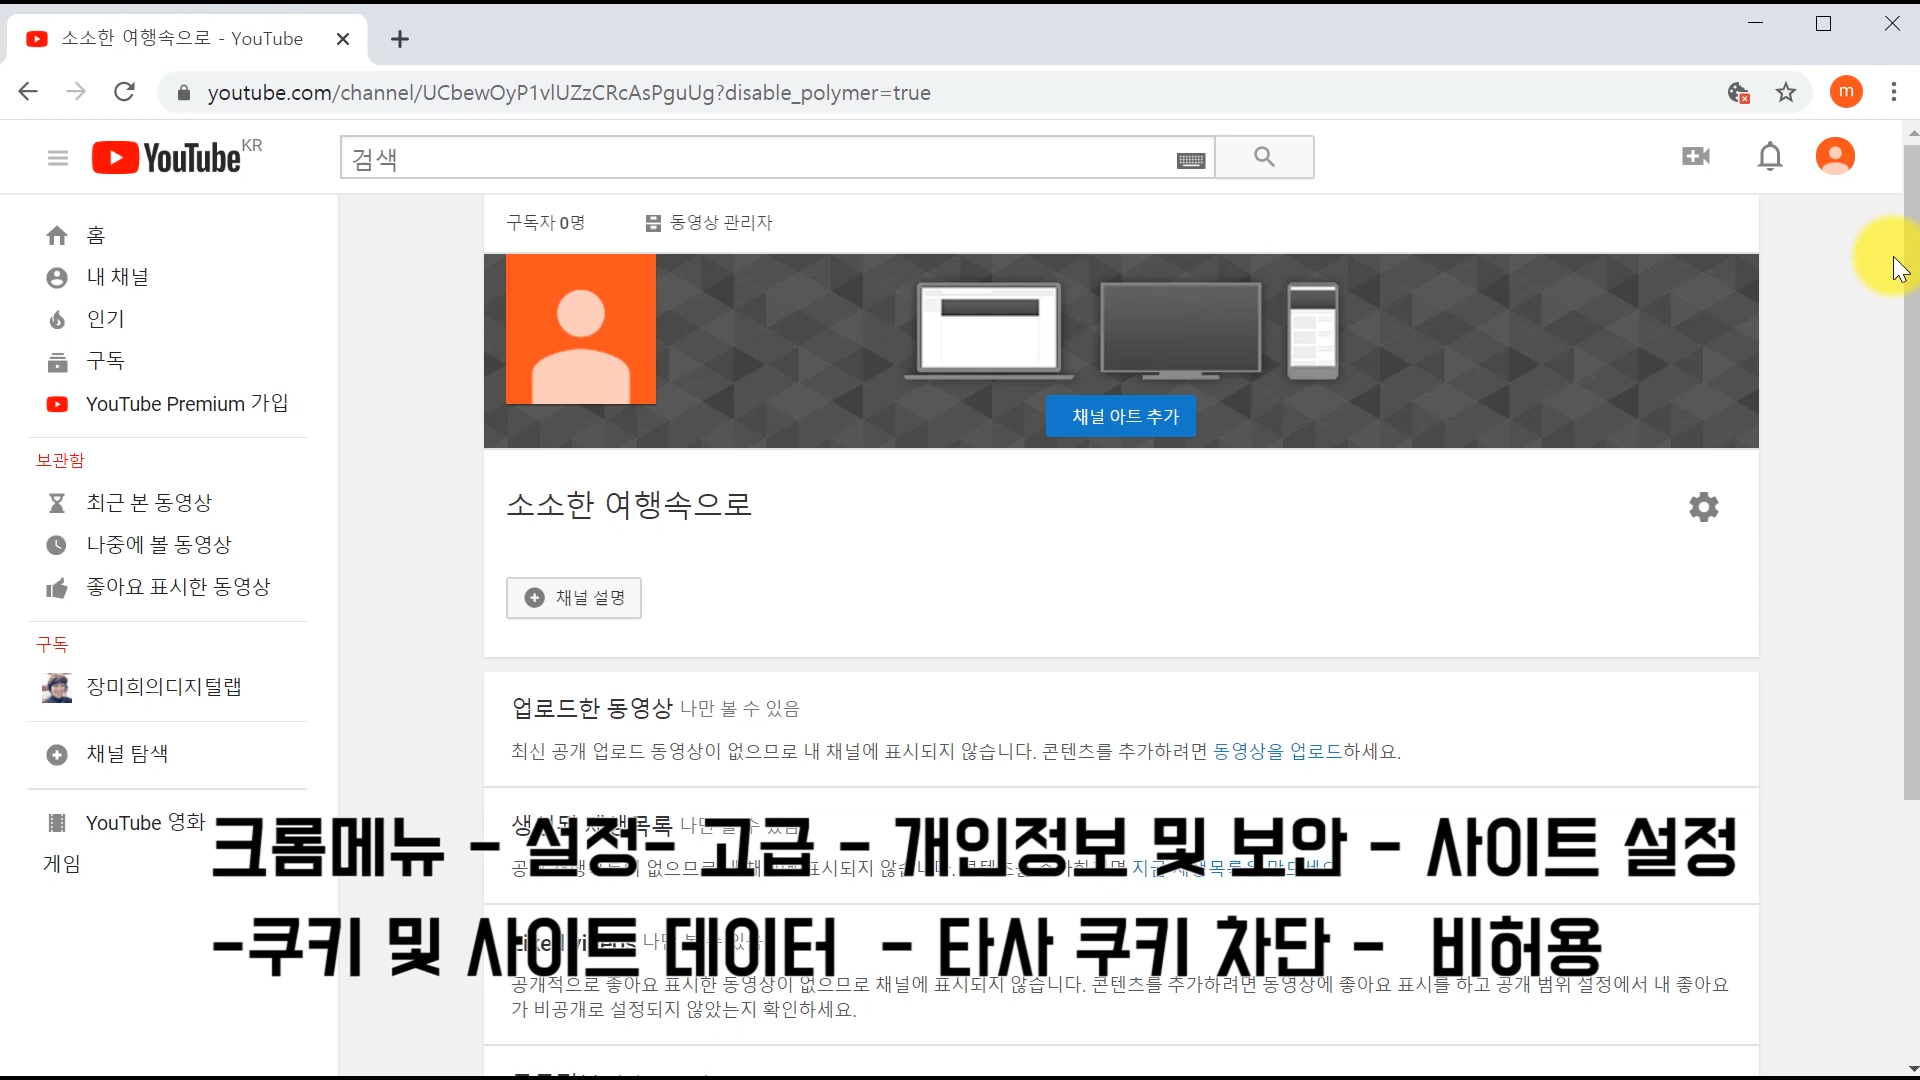 소소한 여행속으로 - YouTube
youtube.com/channel/UCbewOyP1vlUZzCRcAsPguUg?disable_polymer=true
m
YouTube KR
검색
구독자 0명
동영상 관리자
홈
내 채널
인기
구독
YouTube Premium 가입
보관함
최근 본 동영상
나중에 볼 동영상
좋아요 표시한 동영상
구독
장미희의디지털랩
채널 탐색
YouTube 영화
게임
채널 아트 추가
소소한 여행속으로
채널 설명
업로드한 동영상 나만 볼 수 있음
최신 공개 업로드 동영상이 없으므로 내 채널에 표시되지 않습니다. 콘텐츠를 추가하려면 동영상을 업로드하세요.
크롬메뉴 - 설정- 고급 - 개인정보 및 보안 - 사이트 설정
-쿠키 및 사이트 데이터 - 타사 쿠키 차단 - 비허용
공개적으로 좋아요 표시한 동영상이 없으므로 채널에 표시되지 않습니다. 콘텐츠를 추가하려면 동영상에 좋아요 표시를 하고 공개 범위 설정에서 내 좋아요
가 비공개로 설정되지 않았는지 확인하세요.